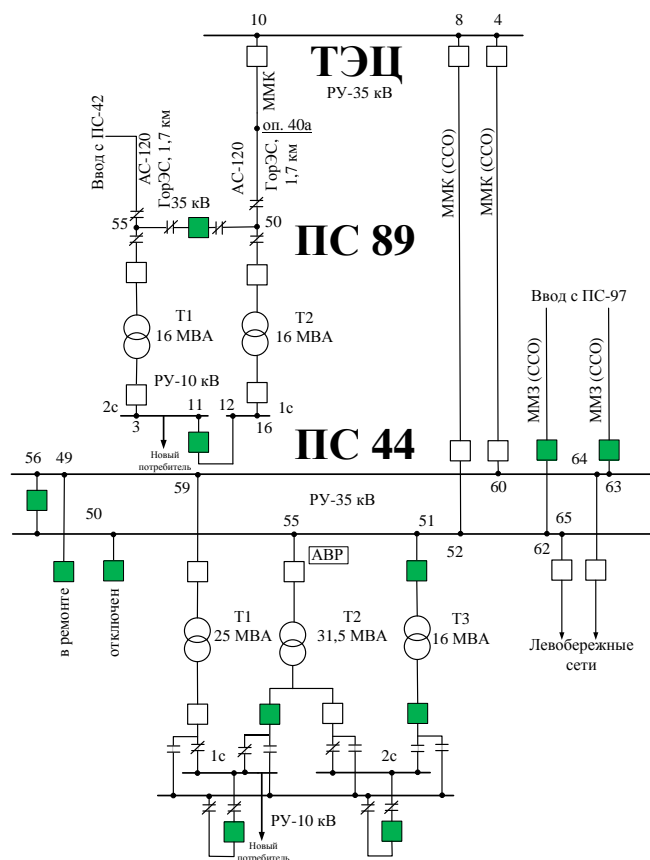 10
8
4
ТЭЦ
РУ-35 кВ
ММК
оп. 40а
Ввод с ПС-42
АС-120
ГорЭС, 1,7 км
АС-120
ГорЭС,
1,7 км
ММК (ССО)
ММК (ССО)
35 кВ
55
50
ПС 89
Т1
16 МВА
Т2
16 МВА
Ввод с ПС-97
ММЗ (ССО)
ММЗ (ССО)
РУ-10 кВ
2с
3
11
12
1с
16
Новый
потребитель
ПС 44
56
49
59
60
64
63
РУ-35 кВ
50
55
51
52
62
65
АВР
в ремонте
отключен
Т1
25 МВА
Т2
31,5 МВА
Т3
16 МВА
Левобережные
сети
1с
2с
РУ-10 кВ
Новый
потребитель